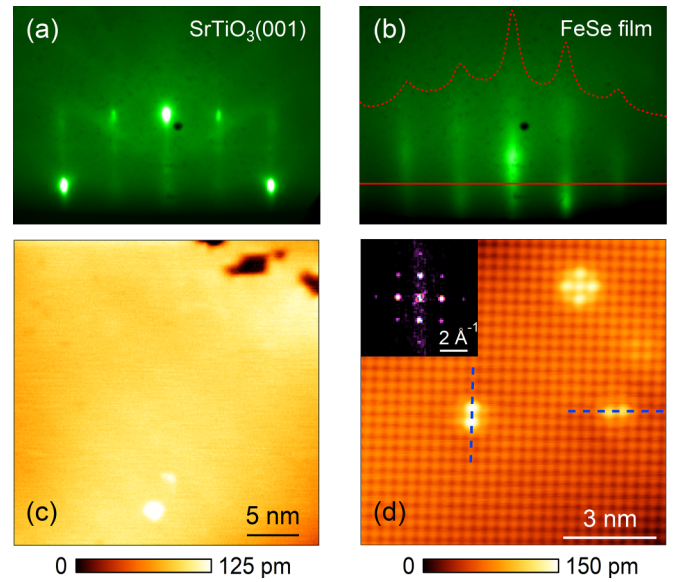 (a) SrTiO₃(001)
(b) FeSe film
(c) 5 nm
2 Å⁻¹
(d) 3 nm
0 125 pm
0 150 pm